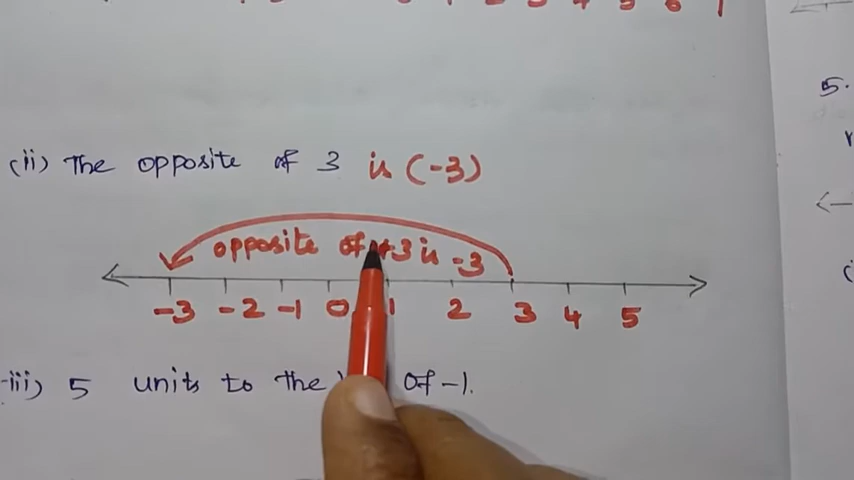 (ii) The opposite of 3 is (-3)
opposite of +3 is -3
-3 -2 -1 0 1 2 3 4 5
iii) 5 units to the of -1.
5.